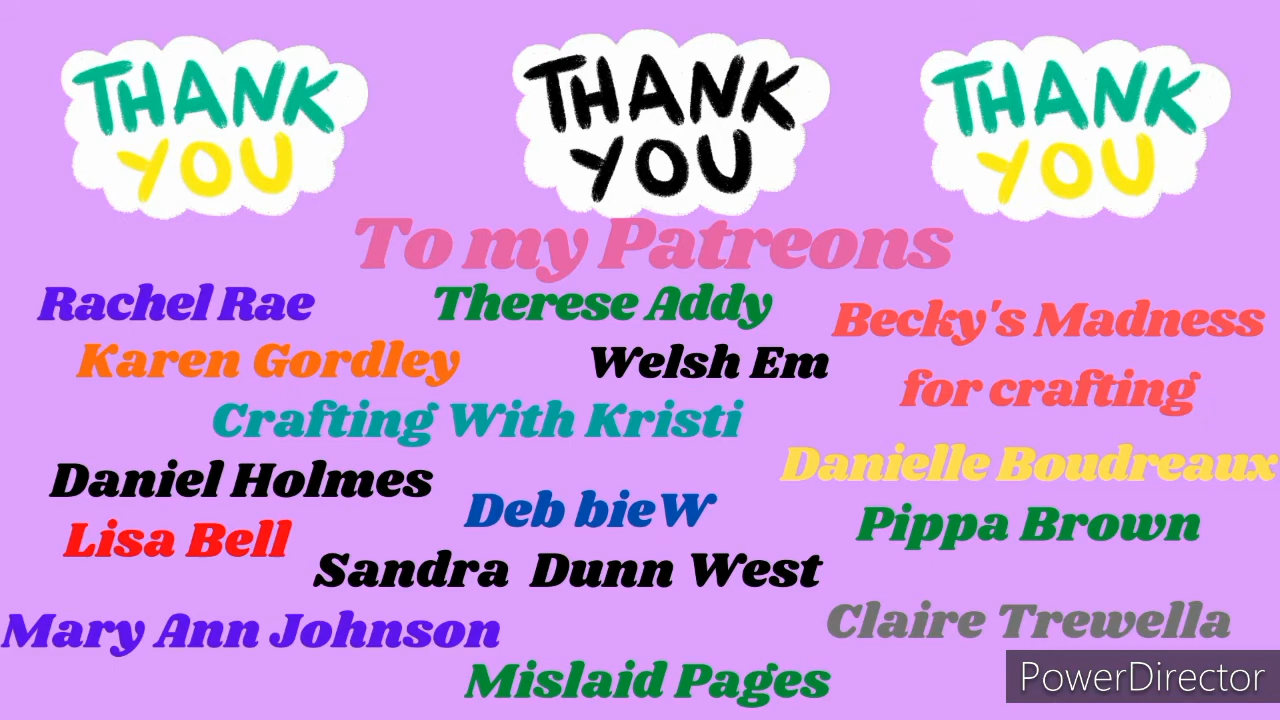 THANK
YOU
THANK
YOU
THANK
YOU
To my Patreons
Rachel Rae
Therese Addy
Becky's Madness
for crafting
Karen Gordley
Welsh Em
Crafting With Kristi
Daniel Holmes
Danielle Boudreaux
Deb bieW
Pippa Brown
Lisa Bell
Sandra Dunn West
Mary Ann Johnson
Claire Trewella
Mislaid Pages
PowerDirector